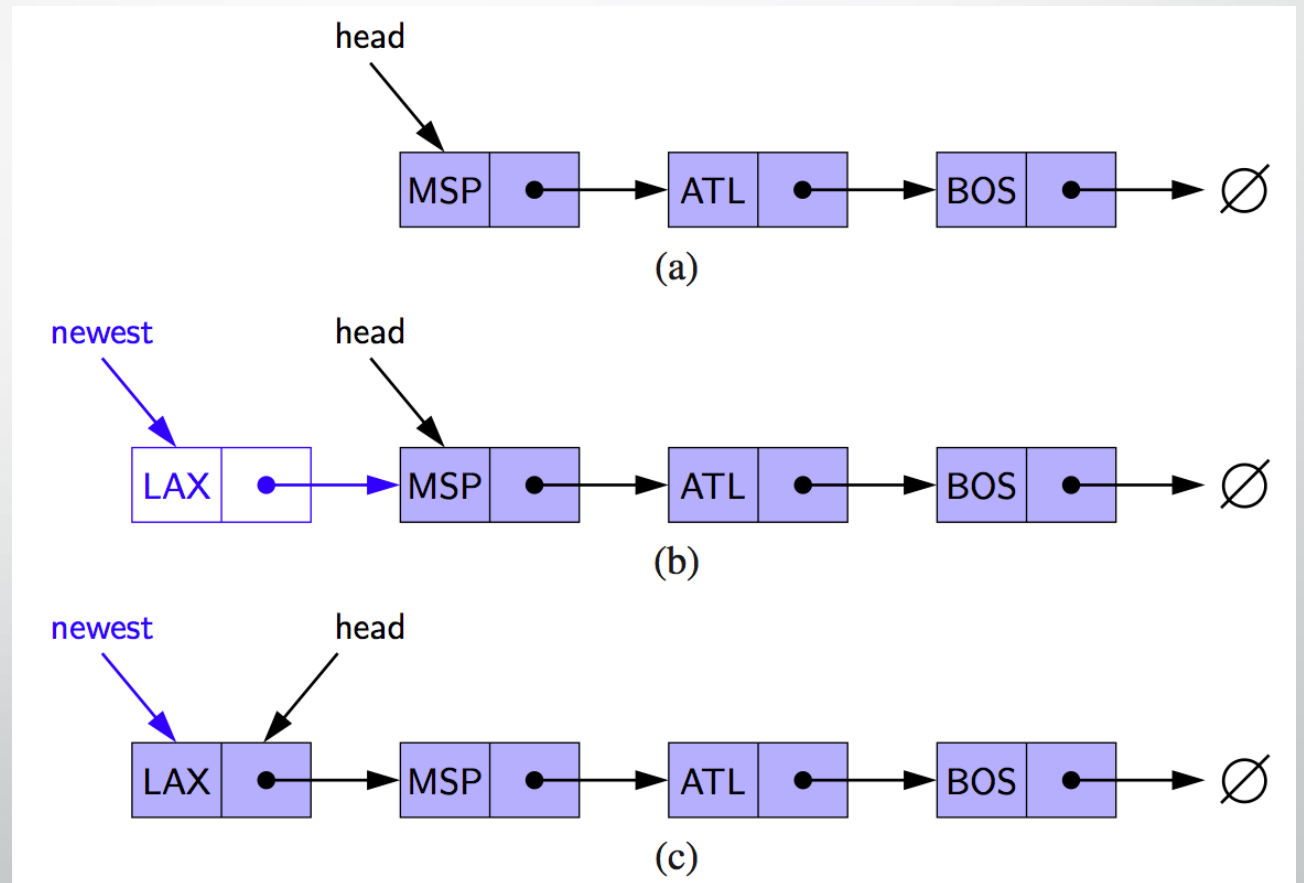 head
MSP ATL BOS ∅
(a)
newest head
LAX MSP ATL BOS ∅
(b)
newest head
LAX MSP ATL BOS ∅
(c)